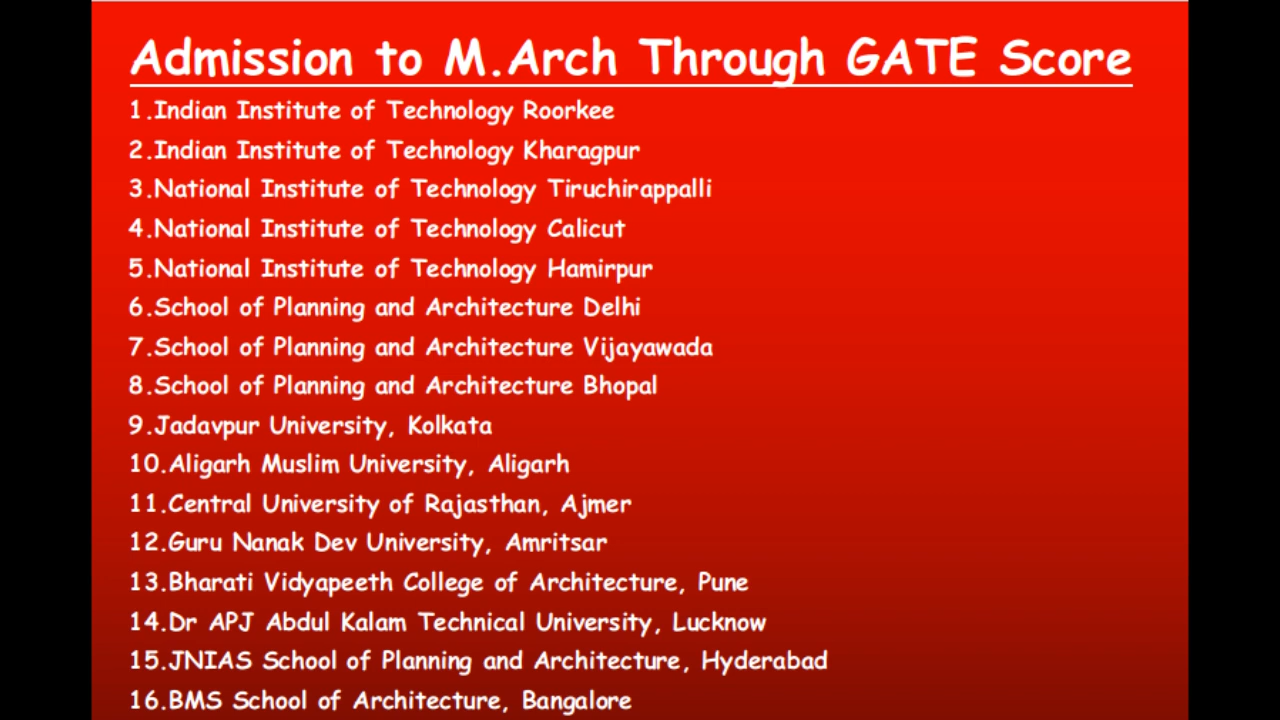 Admission to M.Arch Through GATE Score
1.Indian Institute of Technology Roorkee
2.Indian Institute of Technology Kharagpur
3.National Institute of Technology Tiruchirappalli
4.National Institute of Technology Calicut
5.National Institute of Technology Hamirpur
6.School of Planning and Architecture Delhi
7.School of Planning and Architecture Vijayawada
8.School of Planning and Architecture Bhopal
9.Jadavpur University, Kolkata
10.Aligarh Muslim University, Aligarh
11.Central University of Rajasthan, Ajmer
12.Guru Nanak Dev University, Amritsar
13.Bharati Vidyapeeth College of Architecture, Pune
14.Dr APJ Abdul Kalam Technical University, Lucknow
15.JNIAS School of Planning and Architecture, Hyderabad
16.BMS School of Architecture, Bangalore